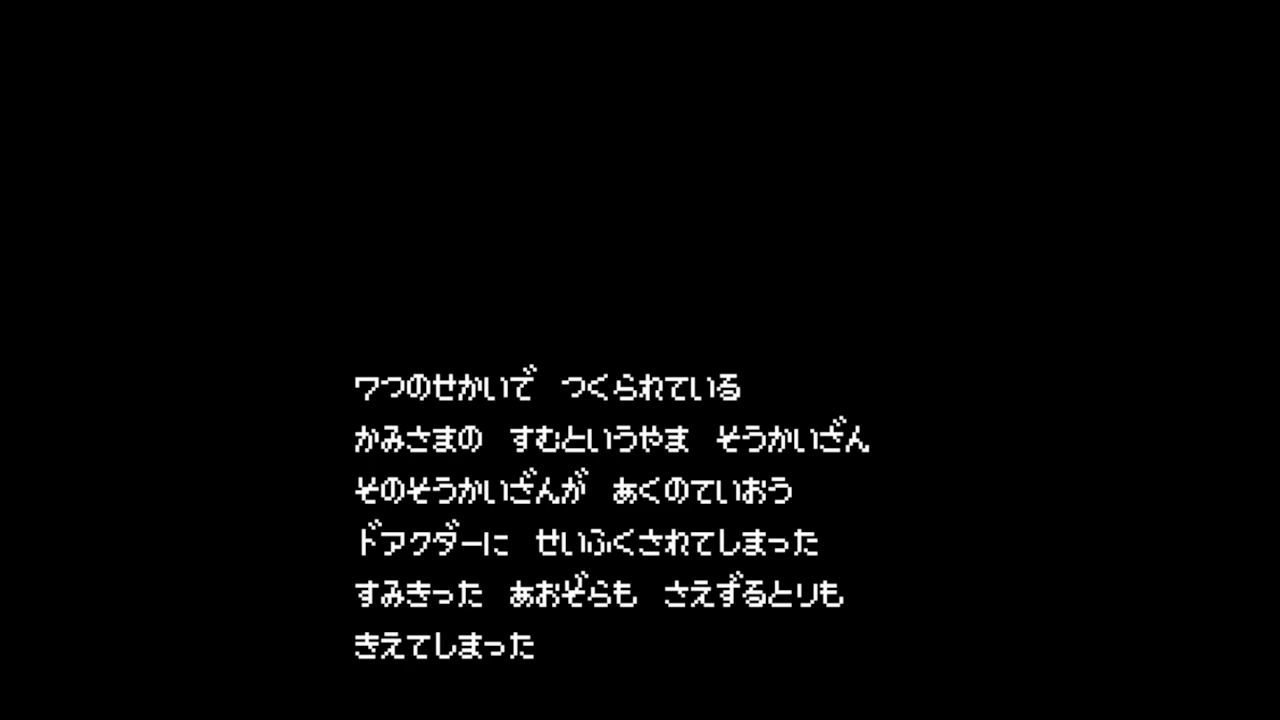 7つのせかいで　つくられている
かみさまの　すむというやま　そうかいざん
そのそうかいざんが　あくのていおう
ドアクダーに　せいふくされてしまった
すみきった　あおぞらも　さえずるとりも
きえてしまった